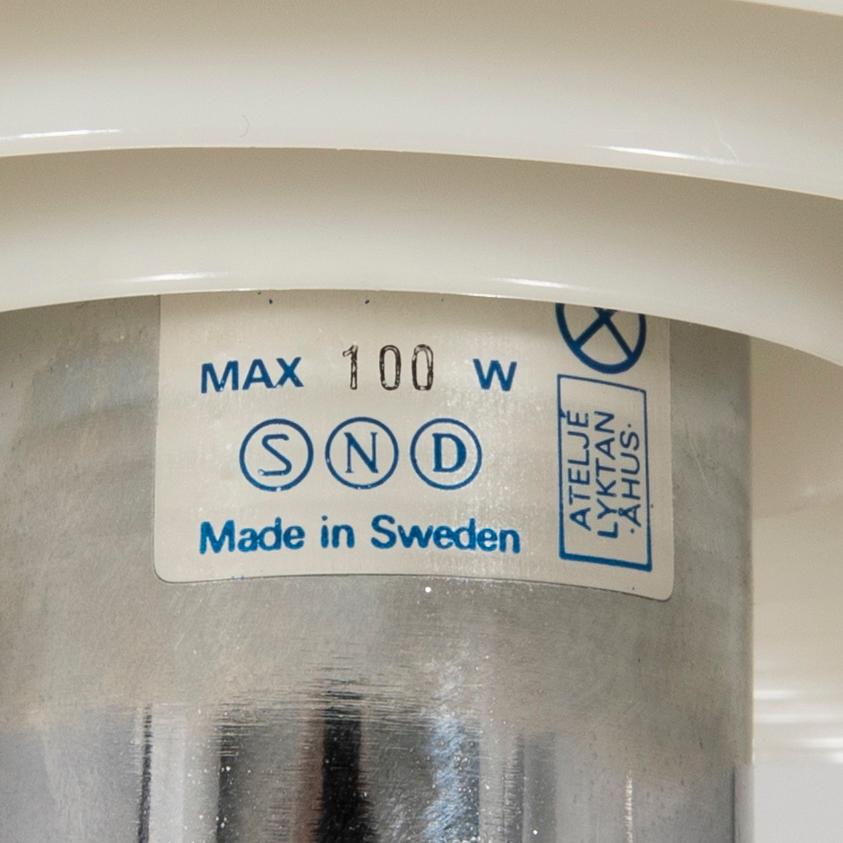 MAX 100 W
S N D
Made in Sweden
ATELJÉ
LYKTAN
·ÅHUS·